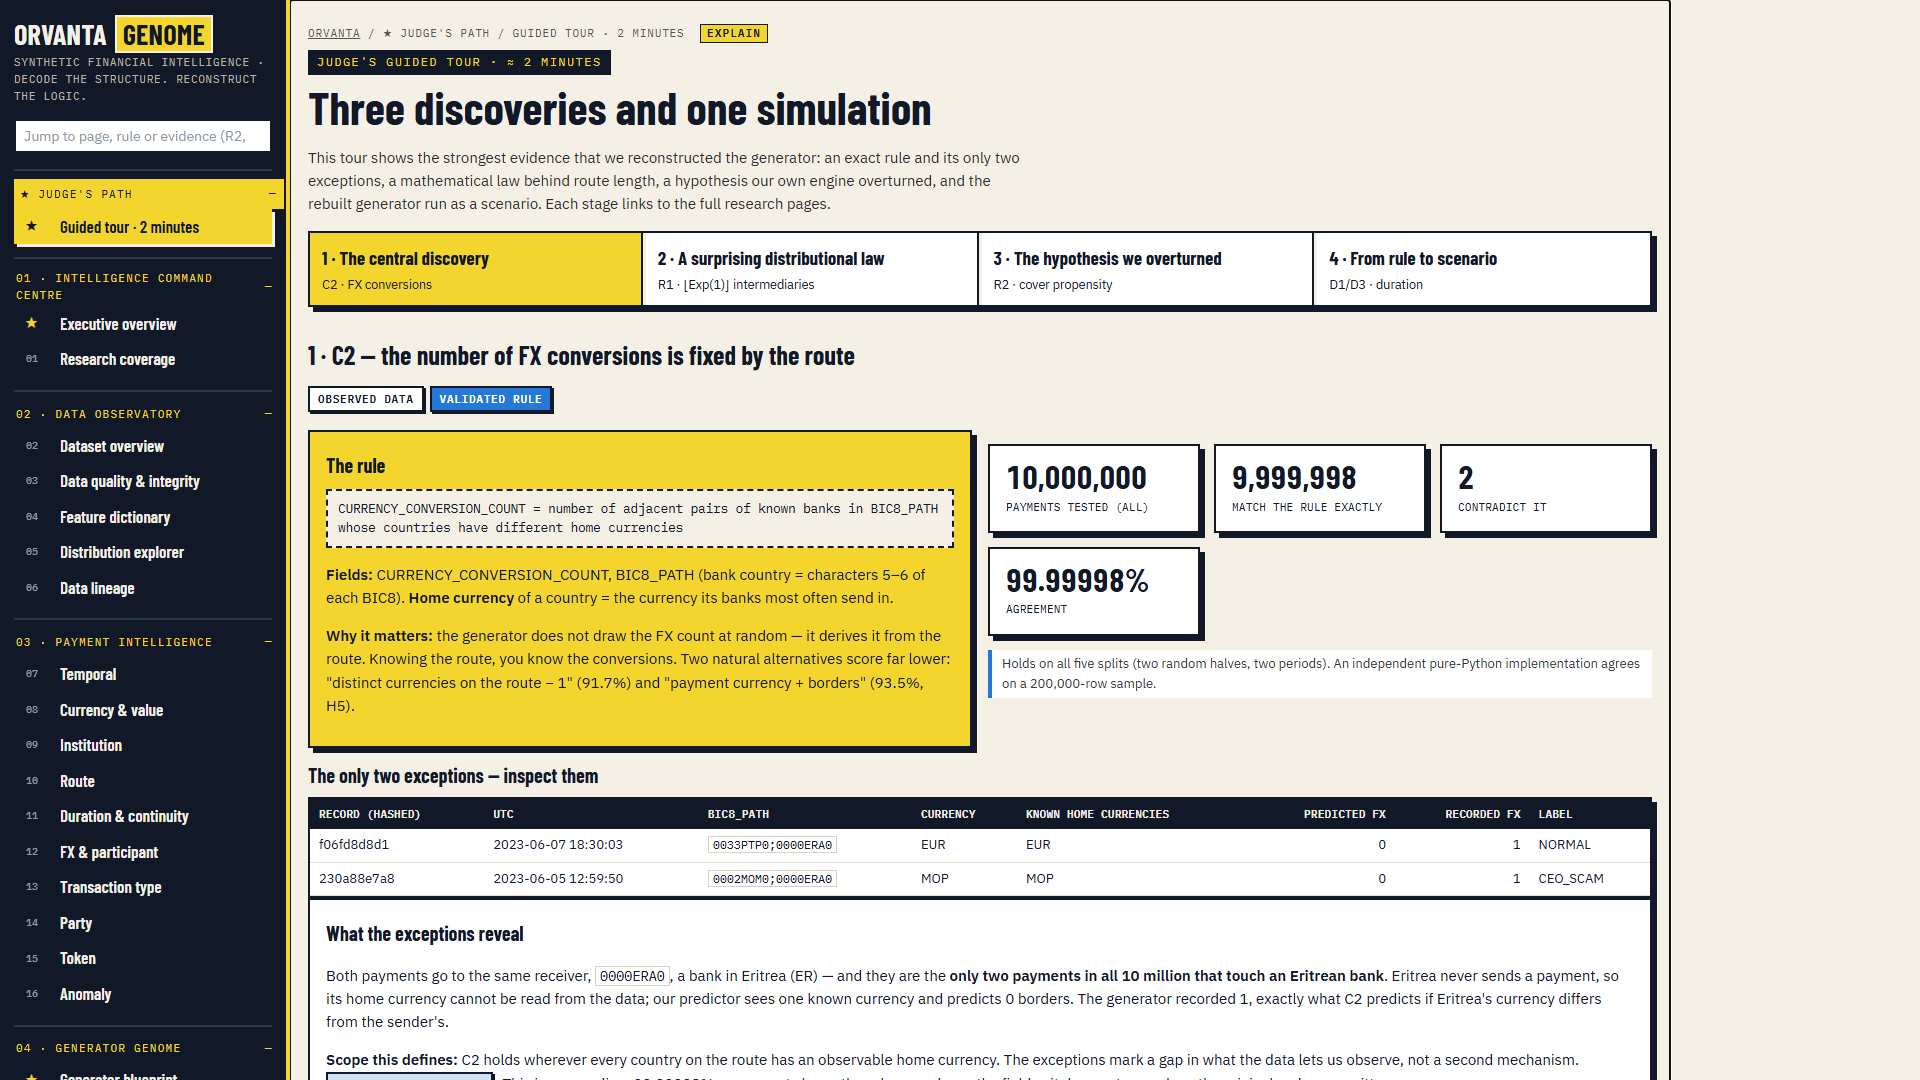 ORVANTA GENOME
SYNTHETIC FINANCIAL INTELLIGENCE ·
DECODE THE STRUCTURE. RECONSTRUCT
THE LOGIC.
Jump to page, rule or evidence (R2,
★ JUDGE'S PATH –
★ Guided tour · 2 minutes
01 · INTELLIGENCE COMMAND
CENTRE –
★ Executive overview
01 Research coverage
02 · DATA OBSERVATORY –
02 Dataset overview
03 Data quality & integrity
04 Feature dictionary
05 Distribution explorer
06 Data lineage
03 · PAYMENT INTELLIGENCE –
07 Temporal
08 Currency & value
09 Institution
10 Route
11 Duration & continuity
12 FX & participant
13 Transaction type
14 Party
15 Token
16 Anomaly
04 · GENERATOR GENOME –
★ Generator blueprint
ORVANTA / ★ JUDGE'S PATH / GUIDED TOUR · 2 MINUTES EXPLAIN
JUDGE'S GUIDED TOUR · ≈ 2 MINUTES
Three discoveries and one simulation
This tour shows the strongest evidence that we reconstructed the generator: an exact rule and its only two
exceptions, a mathematical law behind route length, a hypothesis our own engine overturned, and the
rebuilt generator run as a scenario. Each stage links to the full research pages.
1 · The central discovery
C2 · FX conversions
2 · A surprising distributional law
R1 · ⌊Exp(1)⌋ intermediaries
3 · The hypothesis we overturned
R2 · cover propensity
4 · From rule to scenario
D1/D3 · duration
1 · C2 — the number of FX conversions is fixed by the route
OBSERVED DATA VALIDATED RULE
The rule
CURRENCY_CONVERSION_COUNT = number of adjacent pairs of known banks in BIC8_PATH
whose countries have different home currencies
Fields: CURRENCY_CONVERSION_COUNT, BIC8_PATH (bank country = characters 5–6 of
each BIC8). Home currency of a country = the currency its banks most often send in.
Why it matters: the generator does not draw the FX count at random — it derives it from the
route. Knowing the route, you know the conversions. Two natural alternatives score far lower:
"distinct currencies on the route − 1" (91.7%) and "payment currency + borders" (93.5%,
H5).
10,000,000
PAYMENTS TESTED (ALL)
9,999,998
MATCH THE RULE EXACTLY
2
CONTRADICT IT
99.99998%
AGREEMENT
Holds on all five splits (two random halves, two periods). An independent pure-Python implementation agrees
on a 200,000-row sample.
The only two exceptions — inspect them
RECORD (HASHED) UTC BIC8_PATH CURRENCY KNOWN HOME CURRENCIES PREDICTED FX RECORDED FX LABEL
f06fd8d8d1 2023-06-07 18:30:03 0033PTP0;0000ERA0 EUR EUR 0 1 NORMAL
230a88e7a8 2023-06-05 12:59:50 0002MOM0;0000ERA0 MOP MOP 0 1 CEO_SCAM
What the exceptions reveal
Both payments go to the same receiver, 0000ERA0, a bank in Eritrea (ER) — and they are the only two payments in all 10 million that touch an Eritrean bank. Eritrea never sends a payment, so
its home currency cannot be read from the data; our predictor sees one known currency and predicts 0 borders. The generator recorded 1, exactly what C2 predicts if Eritrea's currency differs
from the sender's.
Scope this defines: C2 holds wherever every country on the route has an observable home currency. The exceptions mark a gap in what the data lets us observe, not a second mechanism.